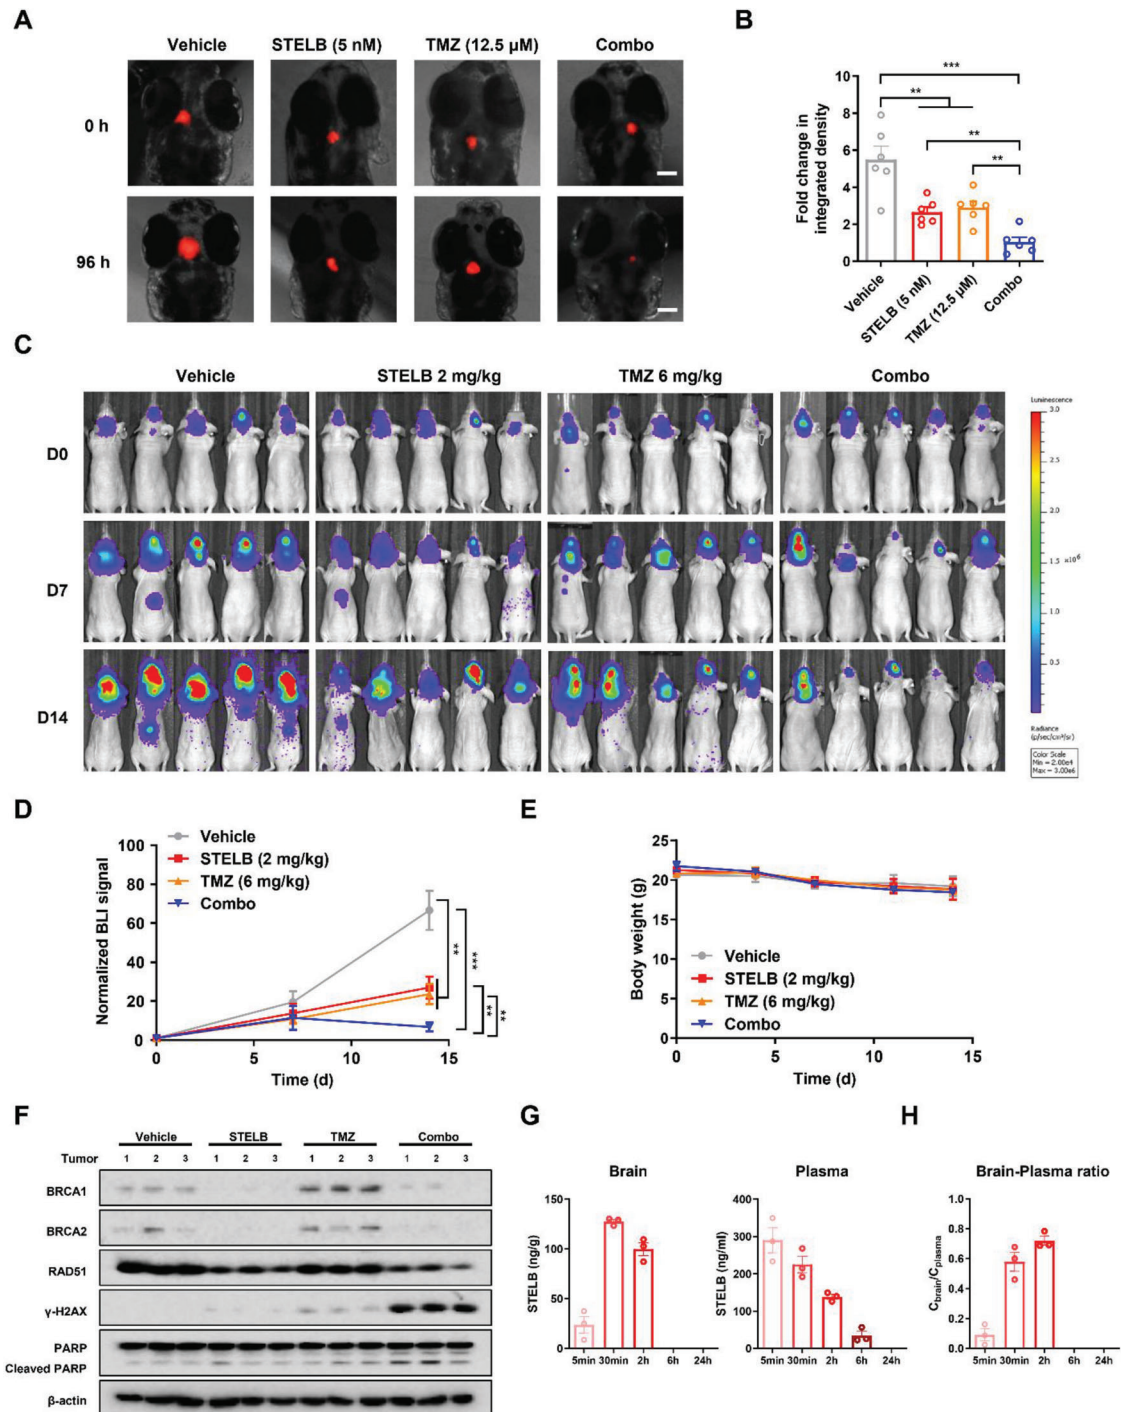 A
Vehicle STELB (5 nM) TMZ (12.5 μM) Combo
0 h
96 h
B
Fold change in
integrated density
10
8
6
4
2
0
***
**
**
**
Vehicle
STELB (5 nM)
TMZ (12.5 μM)
Combo
C
Vehicle STELB 2 mg/kg TMZ 6 mg/kg Combo
D0
D7
D14
Luminescence
3.0
2.5
2.0
1.5
×10⁶
1.0
0.5
Radiance
(p/sec/cm²/sr)
Color Scale
Min = 2.00e4
Max = 3.00e6
D
Normalized BLI signal
100
80
60
40
20
0
0 5 10 15
Time (d)
Vehicle
STELB (2 mg/kg)
TMZ (6 mg/kg)
Combo
**
***
**
**
E
Body weight (g)
25
20
15
10
5
0
0 5 10 15
Time (d)
Vehicle
STELB (2 mg/kg)
TMZ (6 mg/kg)
Combo
F
Vehicle STELB TMZ Combo
Tumor 1 2 3 1 2 3 1 2 3 1 2 3
BRCA1
BRCA2
RAD51
γ-H2AX
PARP
Cleaved PARP
β-actin
G
Brain
STELB (ng/g)
150
100
50
0
5min 30min 2h 6h 24h
Plasma
STELB (ng/ml)
400
300
200
100
0
5min 30min 2h 6h 24h
H
Brain-Plasma ratio
Cbrain/Cplasma
1.0
0.8
0.6
0.4
0.2
0.0
5min 30min 2h 6h 24h